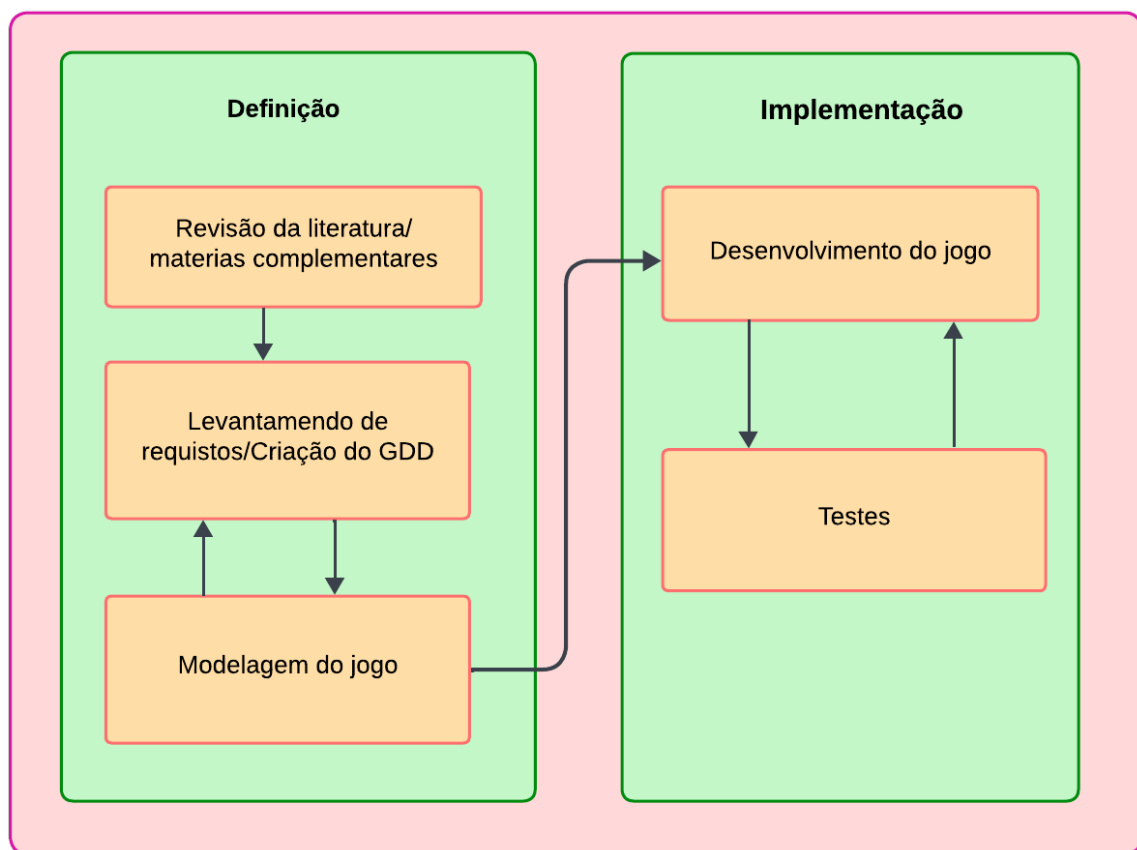 Definição
Revisão da literatura/
materias complementares
Levantamendo de
requistos/Criação do GDD
Modelagem do jogo
Implementação
Desenvolvimento do jogo
Testes